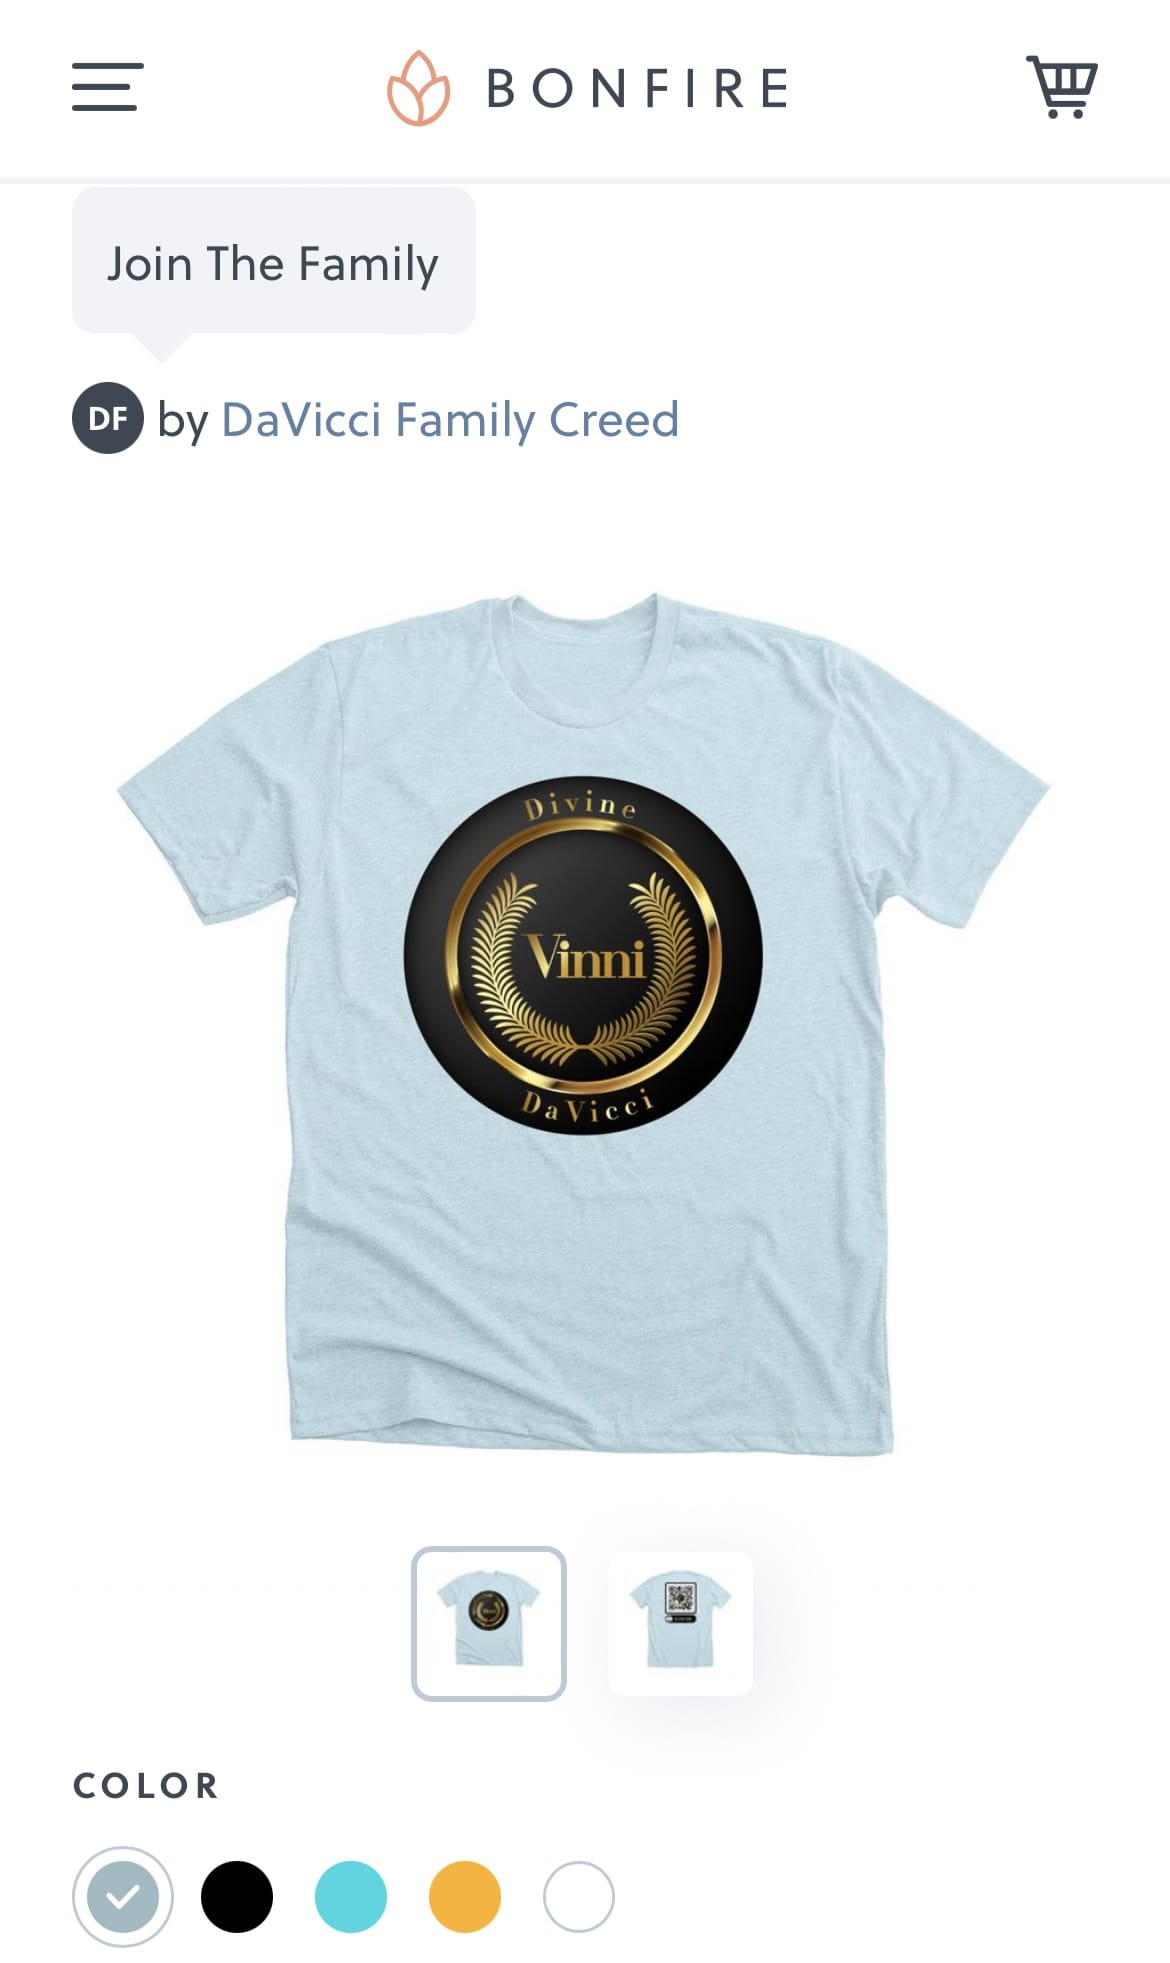 BONFIRE
Join The Family
DF by DaVicci Family Creed
Divine
Vinni
DaVicci
COLOR